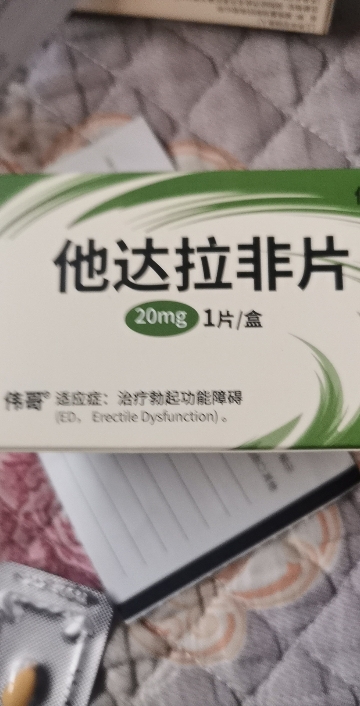 他达拉非片
20mg 1片/盒
伟哥® 适应症：治疗勃起功能障碍
(ED， Erectile Dysfunction) 。